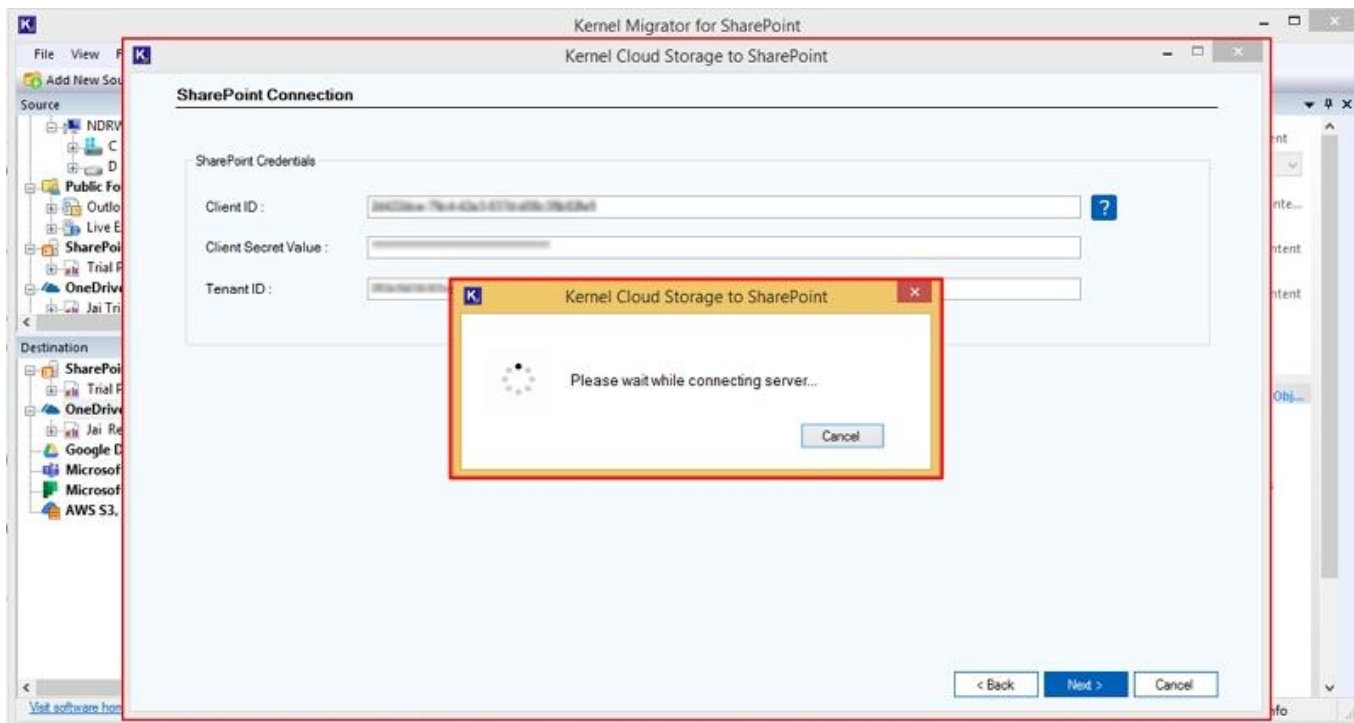 Kernel Migrator for SharePoint
File View
Kernel Cloud Storage to SharePoint
Add New Sou
Source
NDRW
C
D
Public Fo
Outlo
Live E
SharePoi
Trial P
OneDrive
Jai Tri
Destination
SharePoi
Trial P
OneDrive
Jai Re
Google D
Microsof
Microsof
AWS S3,
Visit software hom
SharePoint Connection
SharePoint Credentials
Client ID :
?
Client Secret Value :
Tenant ID :
Kernel Cloud Storage to SharePoint
Please wait while connecting server...
Cancel
< Back Next > Cancel
ent
nte...
ntent
ntent
Obj...
nfo